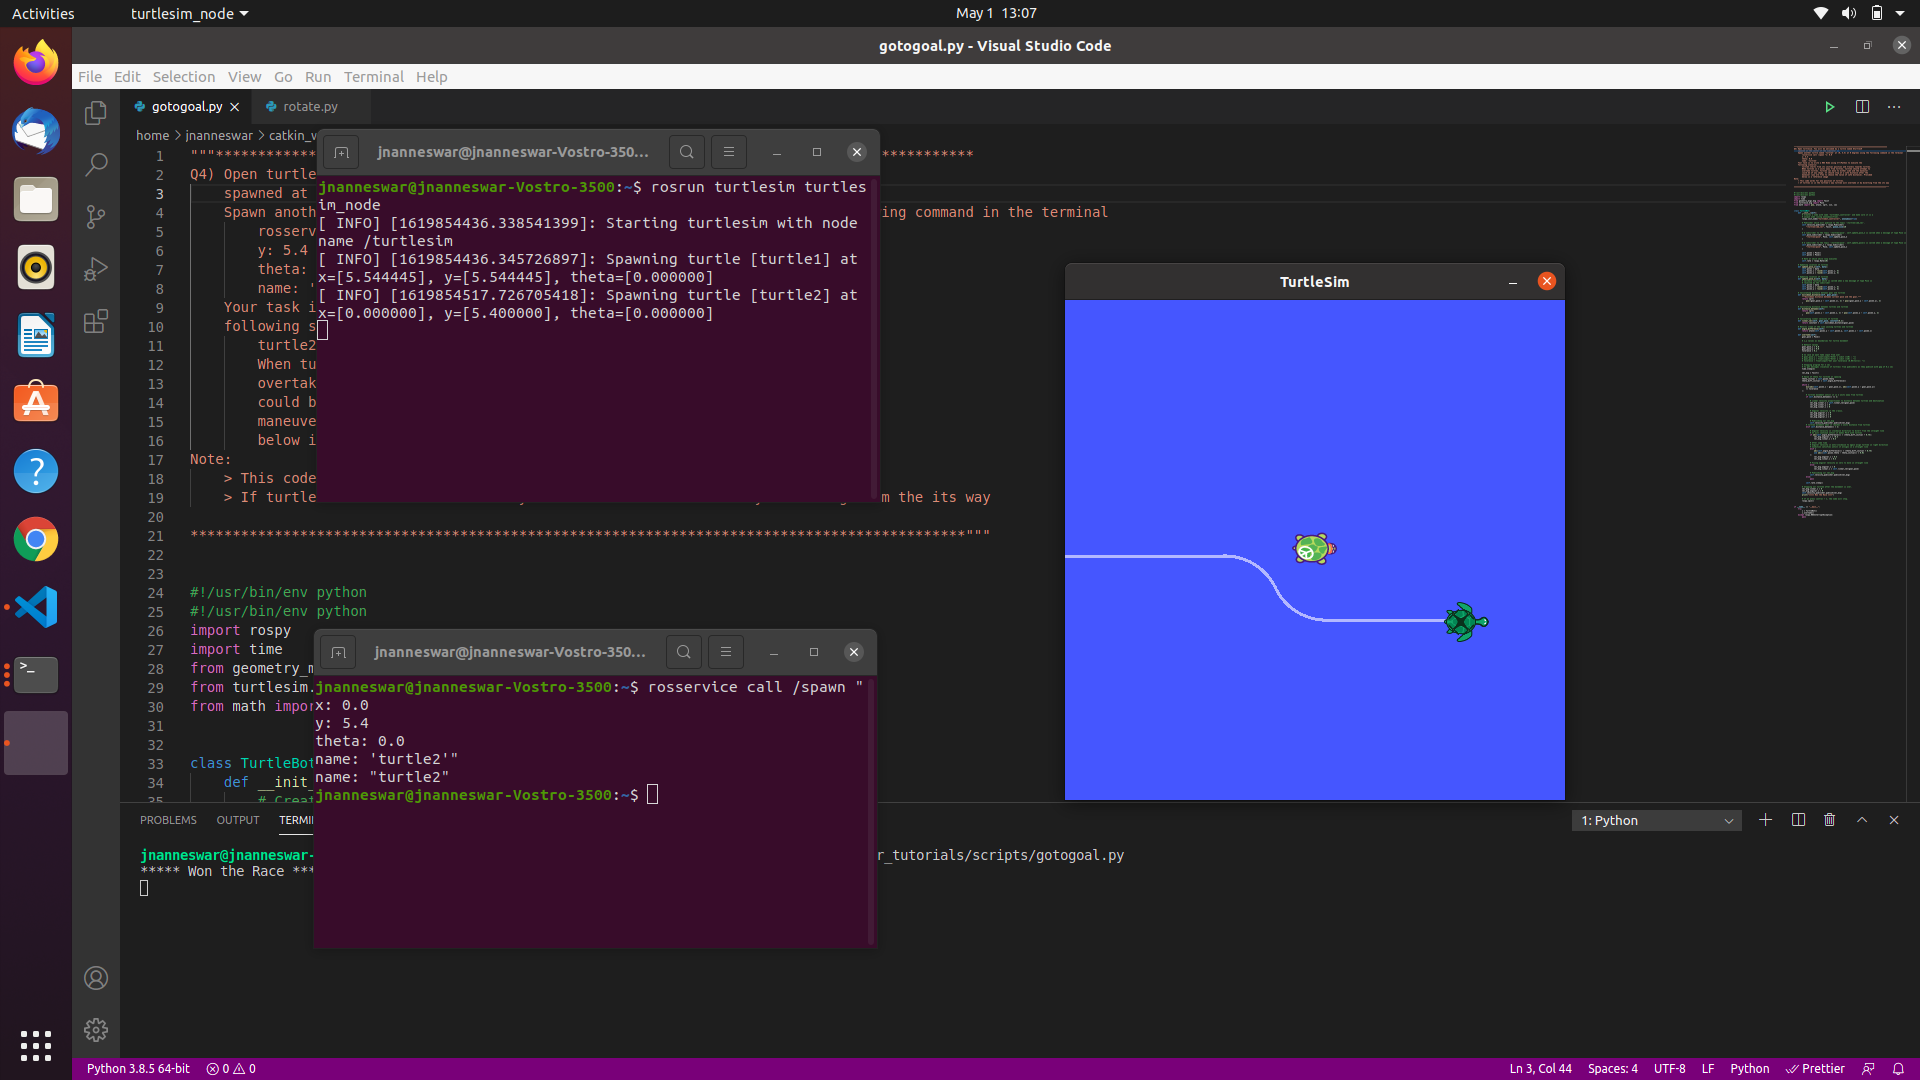 Activities
turtlesim_node
May 1 13:07
gotogoal.py - Visual Studio Code
File Edit Selection View Go Run Terminal Help
gotogoal.py
rotate.py
home > jnanneswar > catkin_w
jnanneswar@jnanneswar-Vostro-350...
jnanneswar@jnanneswar-Vostro-3500:~$ rosrun turtlesim turtles
im_node
[ INFO] [1619854436.338541399]: Starting turtlesim with node
name /turtlesim
[ INFO] [1619854436.345726897]: Spawning turtle [turtle1] at
x=[5.544445], y=[5.544445], theta=[0.000000]
[ INFO] [1619854517.726705418]: Spawning turtle [turtle2] at
x=[0.000000], y=[5.400000], theta=[0.000000]
1 """***************
2 Q4) Open turtle
3 spawned at
4 Spawn anoth ing command in the terminal
5 rosserv
6 y: 5.4
7 theta:
8 name: '
9 Your task i
10 following s
11 turtle2
12 When tu
13 overtak
14 could b
15 maneuve
16 below i
17 Note:
18 > This code
19 > If turtle m the its way
20
21 ********************************************************************************************"""
22
23
24 #!/usr/bin/env python
25 #!/usr/bin/env python
26 import rospy
27 import time
28 from geometry_m
29 from turtlesim.
30 from math impor
31
32
33 class TurtleBot
34 def __init_
35 # Creat
TurtleSim
jnanneswar@jnanneswar-Vostro-350...
jnanneswar@jnanneswar-Vostro-3500:~$ rosservice call /spawn "
x: 0.0
y: 5.4
theta: 0.0
name: 'turtle2'"
name: "turtle2"
jnanneswar@jnanneswar-Vostro-3500:~$
PROBLEMS OUTPUT TERMI
1: Python
jnanneswar@jnanneswar- r_tutorials/scripts/gotogoal.py
***** Won the Race ***
Python 3.8.5 64-bit 0 0
Ln 3, Col 44 Spaces: 4 UTF-8 LF Python Prettier